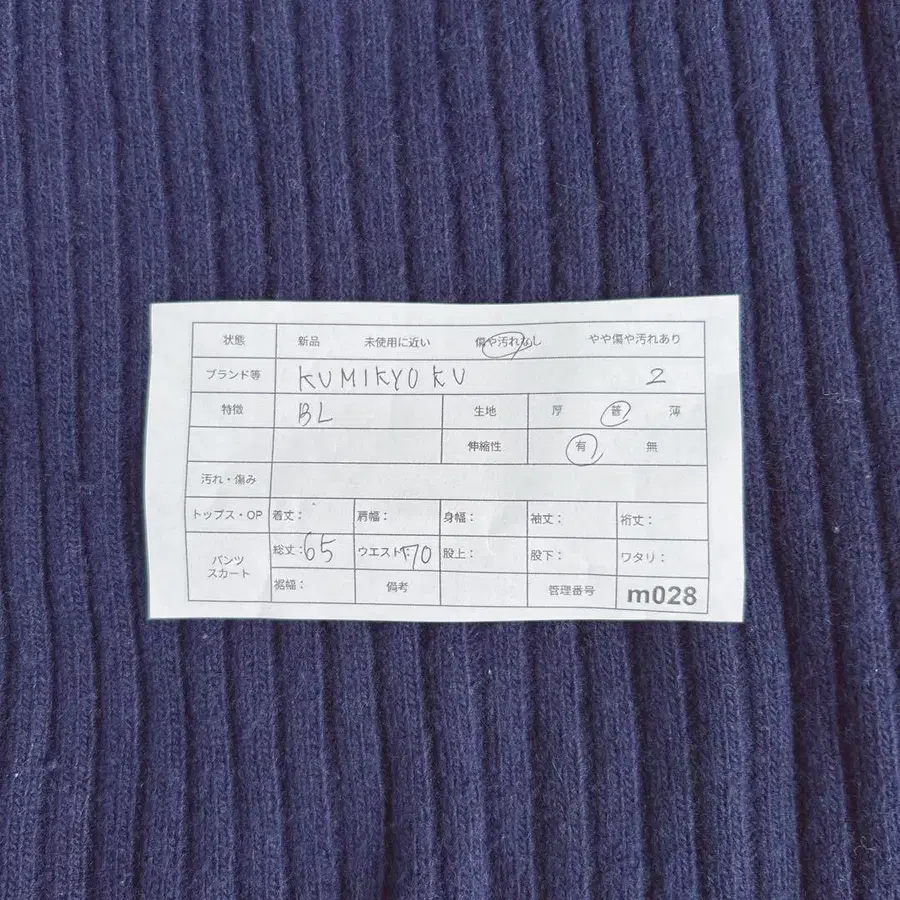 状態 新品 未使用に近い 傷や汚れなし やや傷や汚れあり
ブランド等 KUMIKYOKU 2
特徴 BL 生地 厚 普 薄
伸縮性 有 無
汚れ・傷み
トップス・OP 着丈： 肩幅： 身幅： 袖丈： 裄丈：
パンツ スカート 総丈：65 ウエスト：70 股上： 股下： ワタリ：
裾幅： 備考 管理番号 m028